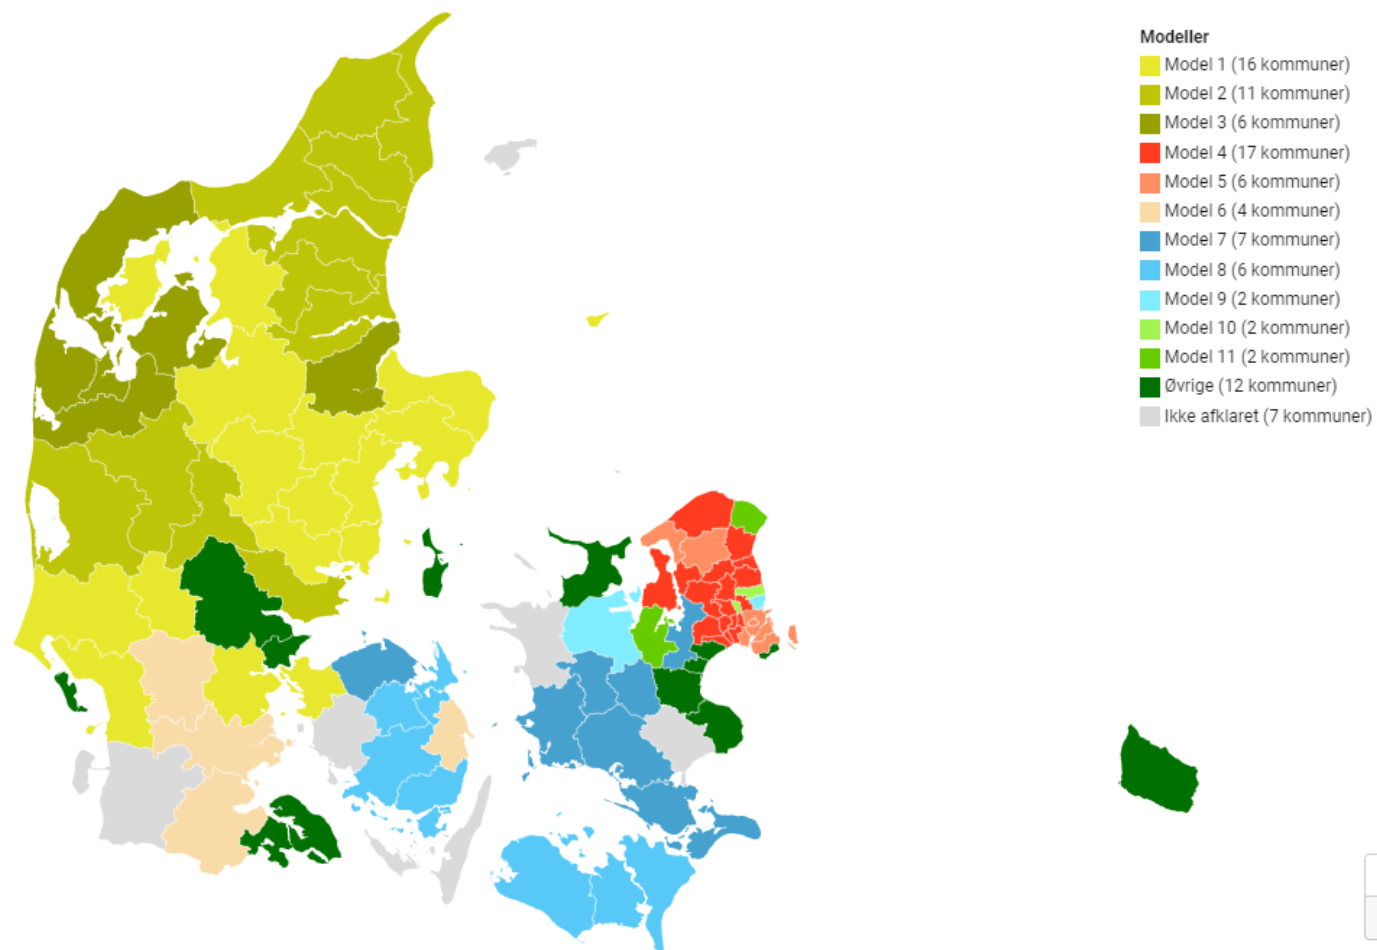 Modeller
Model 1 (16 kommuner)
Model 2 (11 kommuner)
Model 3 (6 kommuner)
Model 4 (17 kommuner)
Model 5 (6 kommuner)
Model 6 (4 kommuner)
Model 7 (7 kommuner)
Model 8 (6 kommuner)
Model 9 (2 kommuner)
Model 10 (2 kommuner)
Model 11 (2 kommuner)
Øvrige (12 kommuner)
Ikke afklaret (7 kommuner)